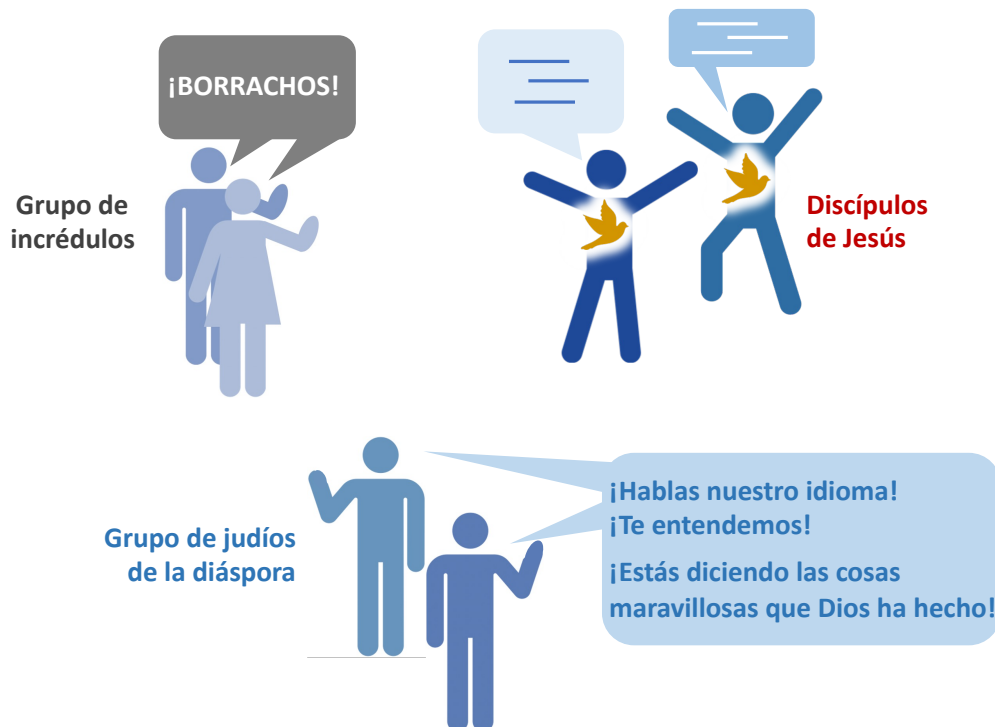 ¡BORRACHOS!
Grupo de
incrédulos
Discípulos
de Jesús
Grupo de judíos
de la diáspora
¡Hablas nuestro idioma!
¡Te entendemos!
¡Estás diciendo las cosas
maravillosas que Dios ha hecho!